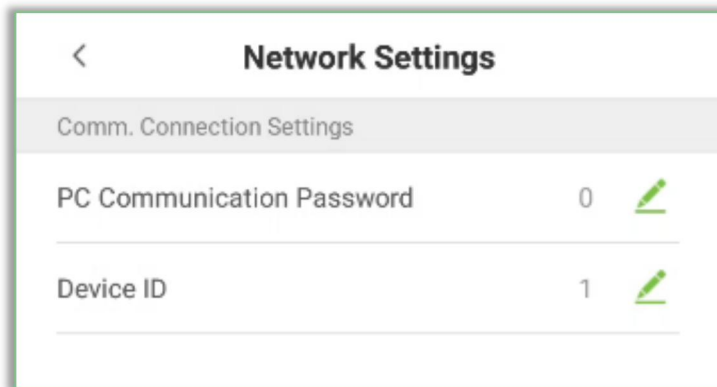 Network Settings
Comm. Connection Settings
PC Communication Password 0
Device ID 1